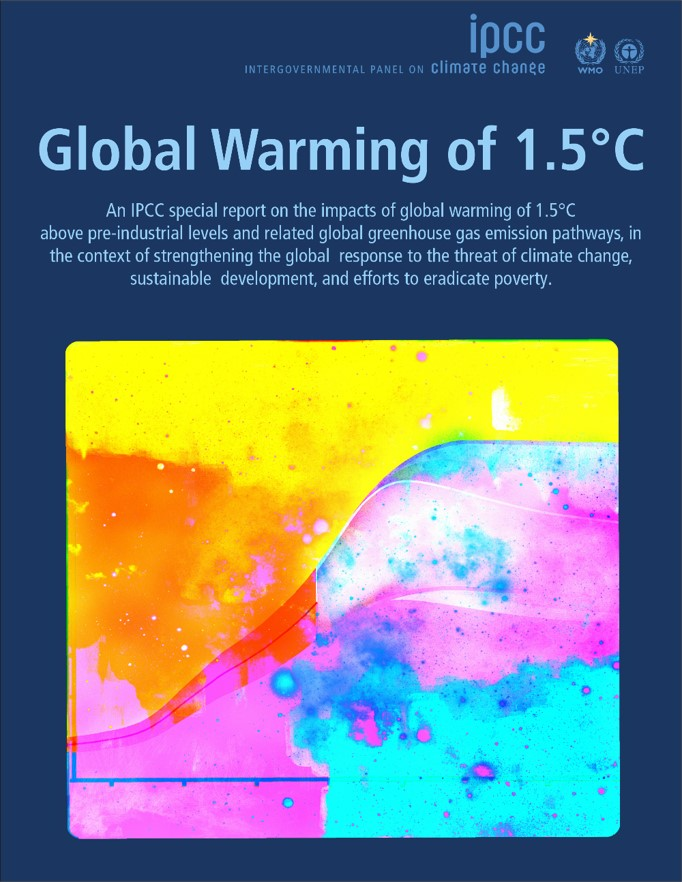 ipcc
INTERGOVERNMENTAL PANEL ON climate change
WMO
UNEP
Global Warming of 1.5°C
An IPCC special report on the impacts of global warming of 1.5°C
above pre-industrial levels and related global greenhouse gas emission pathways, in
the context of strengthening the global response to the threat of climate change,
sustainable development, and efforts to eradicate poverty.